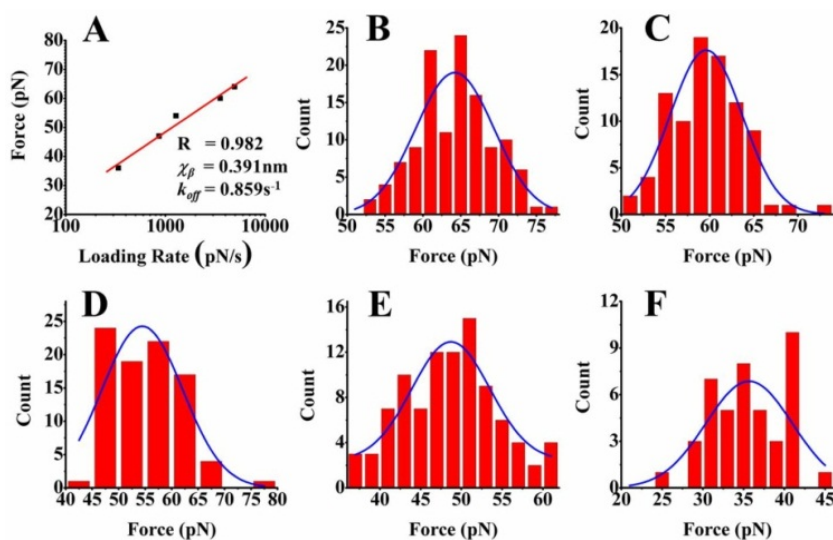 A
Force (pN)
80
70
60
50
40
30
20
R = 0.982
χβ = 0.391nm
koff = 0.859s⁻¹
100 1000 10000
Loading Rate (pN/s)
B
Count
25
20
15
10
5
0
50 55 60 65 70 75
Force (pN)
C
Count
20
15
10
5
0
50 55 60 65 70
Force (pN)
D
Count
25
20
15
10
5
0
40 45 50 55 60 65 70 75 80
Force (pN)
E
Count
16
12
8
4
0
40 45 50 55 60
Force (pN)
F
Count
12
9
6
3
0
20 25 30 35 40 45
Force (pN)